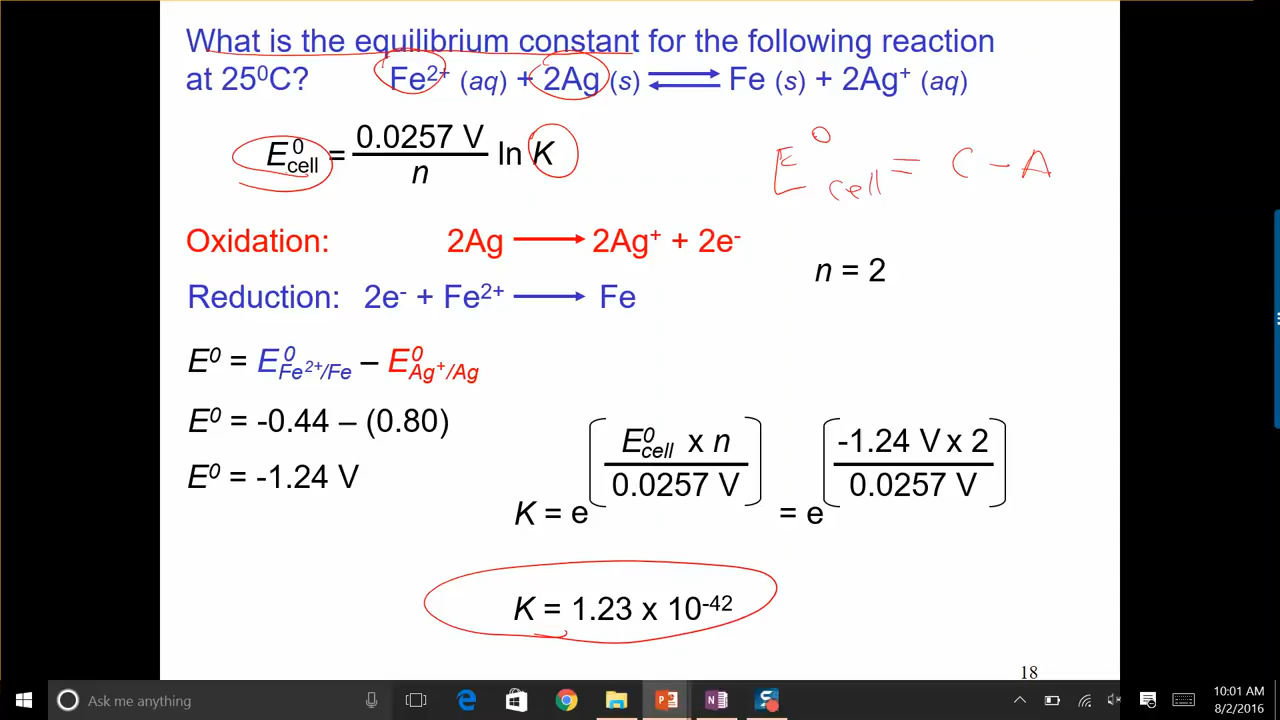 What is the equilibrium constant for the following reaction
at 25⁰C? Fe²⁺ (aq) + 2Ag (s) ⇌ Fe (s) + 2Ag⁺ (aq)
E⁰cell = 0.0257 V / n ln K
E⁰cell = C - A
Oxidation: 2Ag → 2Ag⁺ + 2e⁻
n = 2
Reduction: 2e⁻ + Fe²⁺ → Fe
E⁰ = E⁰Fe²⁺/Fe – E⁰Ag⁺/Ag
E⁰ = -0.44 – (0.80)
E⁰ = -1.24 V
K = e [E⁰cell x n / 0.0257 V] = e [-1.24 V x 2 / 0.0257 V]
K = 1.23 x 10⁻⁴²
18
Ask me anything
10:01 AM
8/2/2016